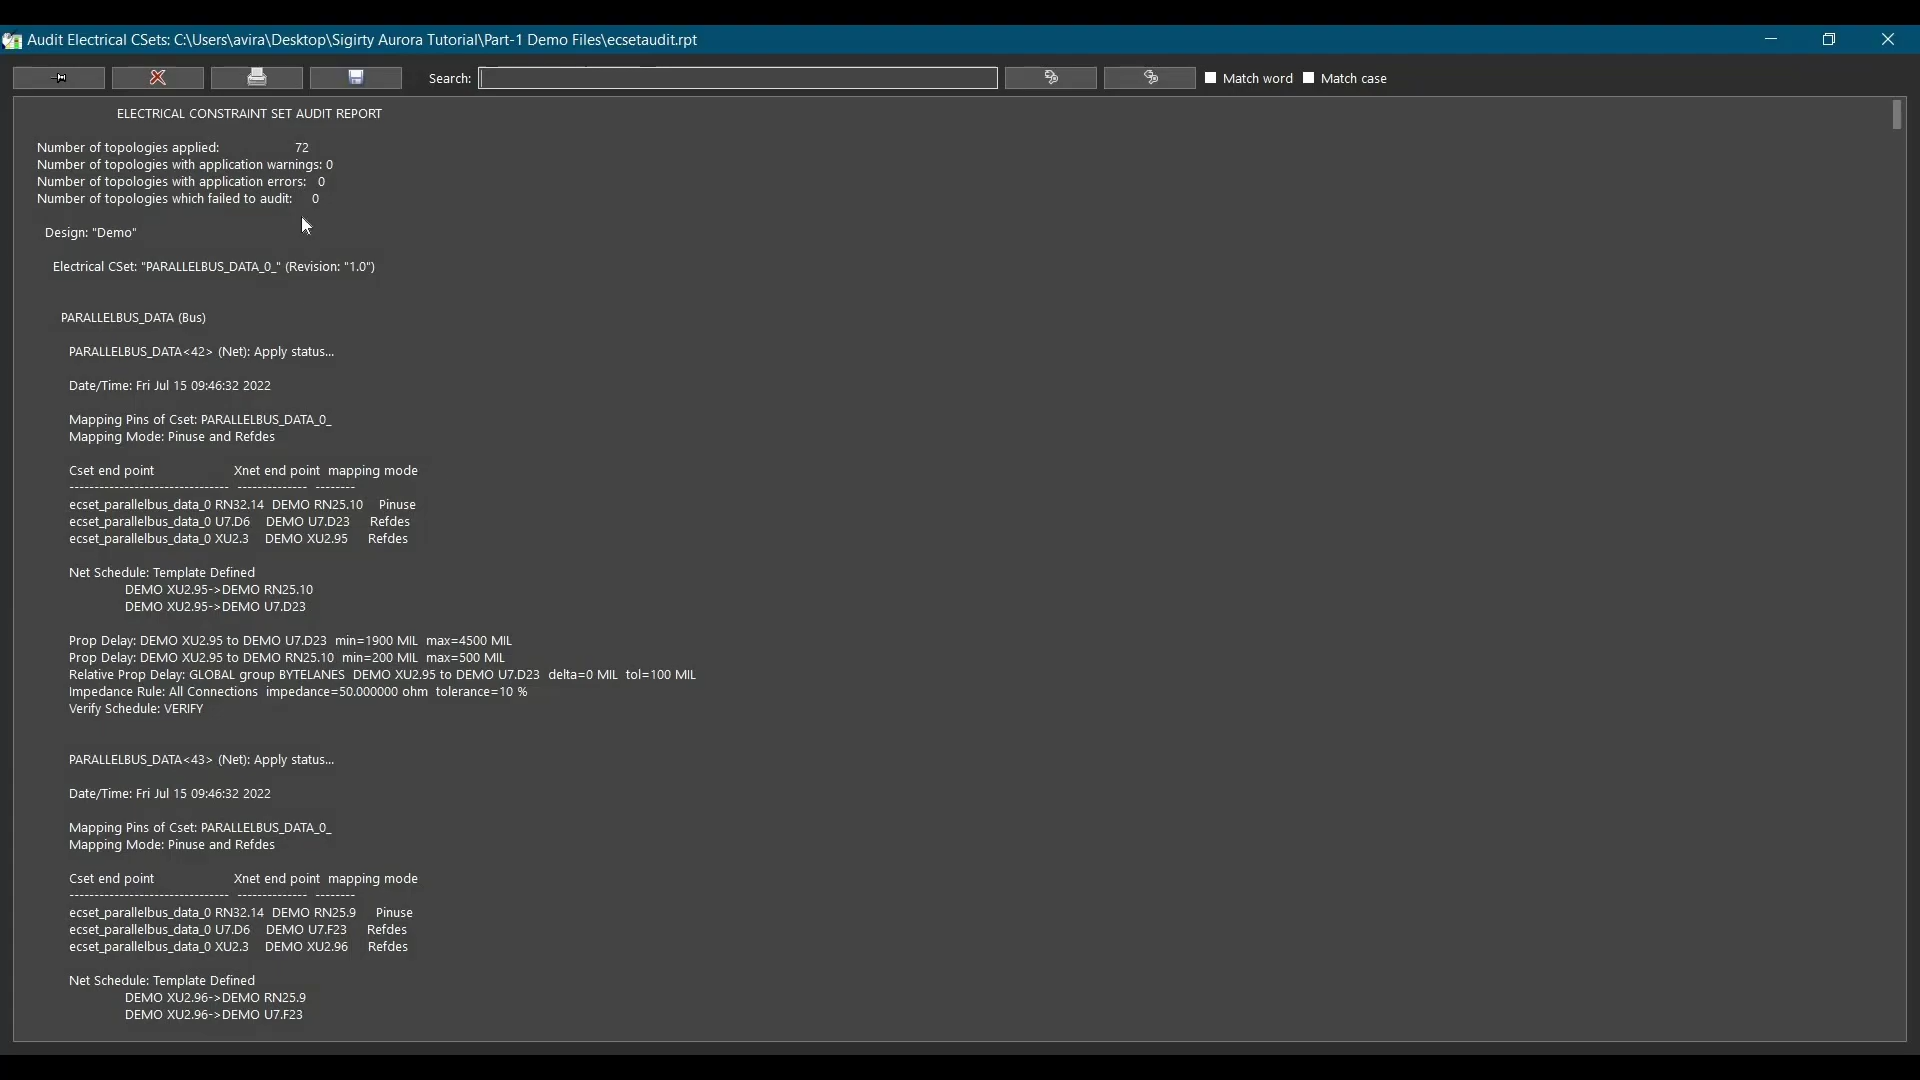 Audit Electrical CSets: C:\Users\avira\Desktop\Sigirty Aurora Tutorial\Part-1 Demo Files\ecsetaudit.rpt
Search: Match word Match case
ELECTRICAL CONSTRAINT SET AUDIT REPORT
Number of topologies applied: 72
Number of topologies with application warnings: 0
Number of topologies with application errors: 0
Number of topologies which failed to audit: 0
Design: "Demo"
Electrical CSet: "PARALLELBUS_DATA_0_" (Revision: "1.0")
PARALLELBUS_DATA (Bus)
PARALLELBUS_DATA<42> (Net): Apply status...
Date/Time: Fri Jul 15 09:46:32 2022
Mapping Pins of Cset: PARALLELBUS_DATA_0_
Mapping Mode: Pinuse and Refdes
Cset end point Xnet end point mapping mode
-------------------------------- -------------- --------
ecset_parallelbus_data_0 RN32.14 DEMO RN25.10 Pinuse
ecset_parallelbus_data_0 U7.D6 DEMO U7.D23 Refdes
ecset_parallelbus_data_0 XU2.3 DEMO XU2.95 Refdes
Net Schedule: Template Defined
DEMO XU2.95->DEMO RN25.10
DEMO XU2.95->DEMO U7.D23
Prop Delay: DEMO XU2.95 to DEMO U7.D23 min=1900 MIL max=4500 MIL
Prop Delay: DEMO XU2.95 to DEMO RN25.10 min=200 MIL max=500 MIL
Relative Prop Delay: GLOBAL group BYTELANES DEMO XU2.95 to DEMO U7.D23 delta=0 MIL tol=100 MIL
Impedance Rule: All Connections impedance=50.000000 ohm tolerance=10 %
Verify Schedule: VERIFY
PARALLELBUS_DATA<43> (Net): Apply status...
Date/Time: Fri Jul 15 09:46:32 2022
Mapping Pins of Cset: PARALLELBUS_DATA_0_
Mapping Mode: Pinuse and Refdes
Cset end point Xnet end point mapping mode
-------------------------------- -------------- --------
ecset_parallelbus_data_0 RN32.14 DEMO RN25.9 Pinuse
ecset_parallelbus_data_0 U7.D6 DEMO U7.F23 Refdes
ecset_parallelbus_data_0 XU2.3 DEMO XU2.96 Refdes
Net Schedule: Template Defined
DEMO XU2.96->DEMO RN25.9
DEMO XU2.96->DEMO U7.F23